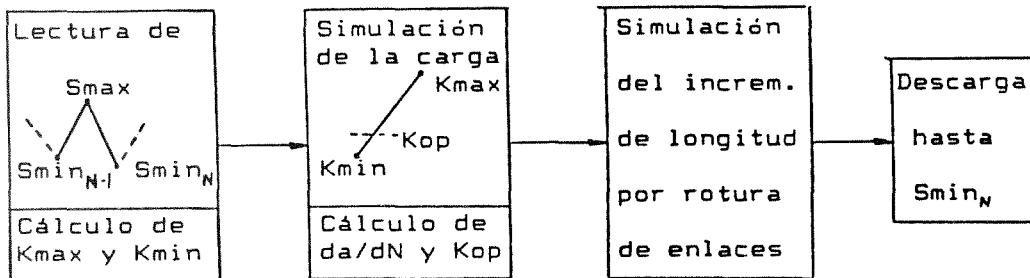 Lectura de
Smax
Smin_{N-1} Smin_N
Cálculo de
Kmax y Kmin
Simulación
de la carga
Kmax
Kop
Kmin
Cálculo de
da/dN y Kop
Simulación
del increm.
de longitud
por rotura
de enlaces
Descarga
hasta
Smin_N